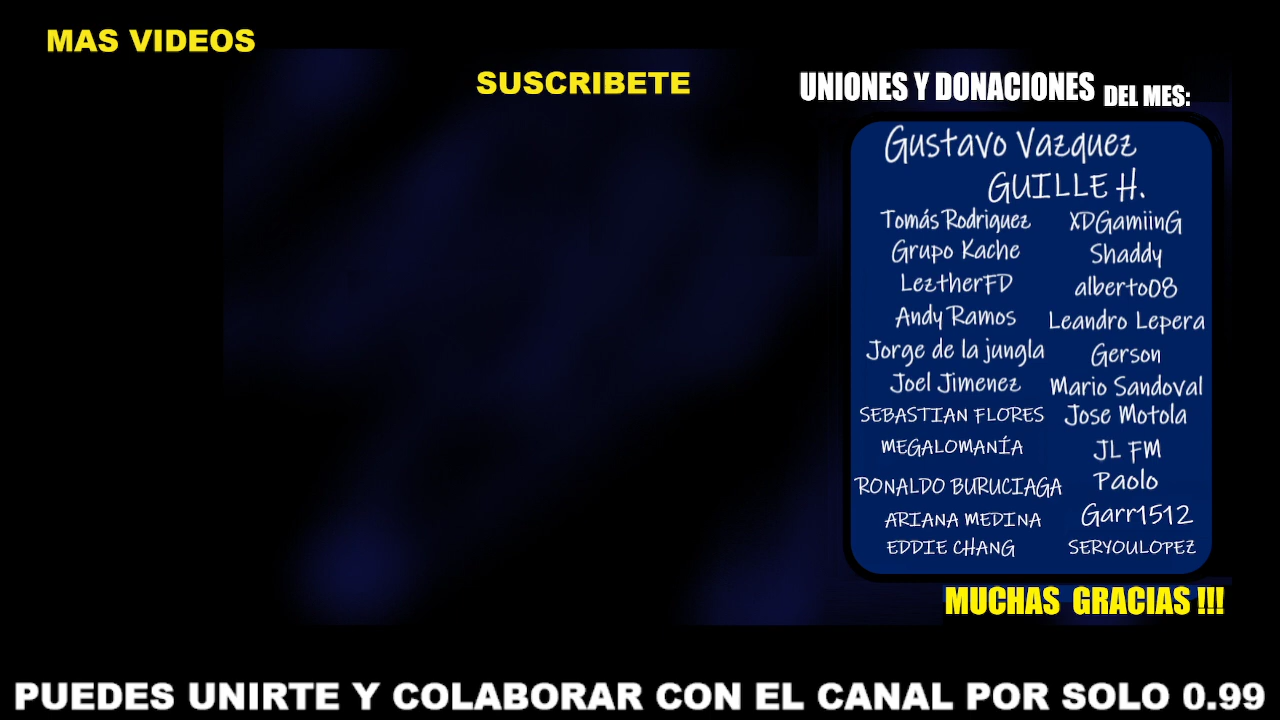 MAS VIDEOS
SUSCRIBETE
UNIONES Y DONACIONES DEL MES:
Gustavo Vazquez
GUILLE H.
Tomás Rodriguez XDGamiinG
Grupo Kache Shaddy
LeztherFD alberto08
Andy Ramos Leandro Lepera
Jorge de la jungla Gerson
Joel Jimenez Mario Sandoval
SEBASTIAN FLORES Jose Motola
MEGALOMANÍA JL FM
RONALDO BURUCIAGA Paolo
ARIANA MEDINA Garr1512
EDDIE CHANG SERYOULOPEZ
MUCHAS GRACIAS !!!
PUEDES UNIRTE Y COLABORAR CON EL CANAL POR SOLO 0.99